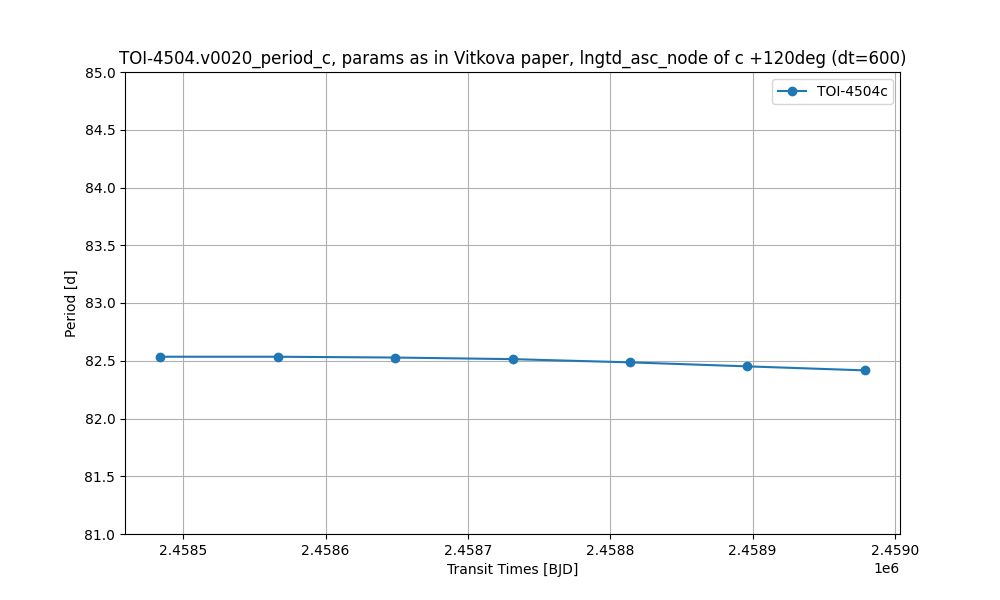 TOI-4504.v0020_period_c, params as in Vitkova paper, lngtd_asc_node of c +120deg (dt=600)
TOI-4504c
85.0
84.5
84.0
83.5
83.0
82.5
82.0
81.5
81.0
Period [d]
2.4585 2.4586 2.4587 2.4588 2.4589 2.4590
1e6
Transit Times [BJD]